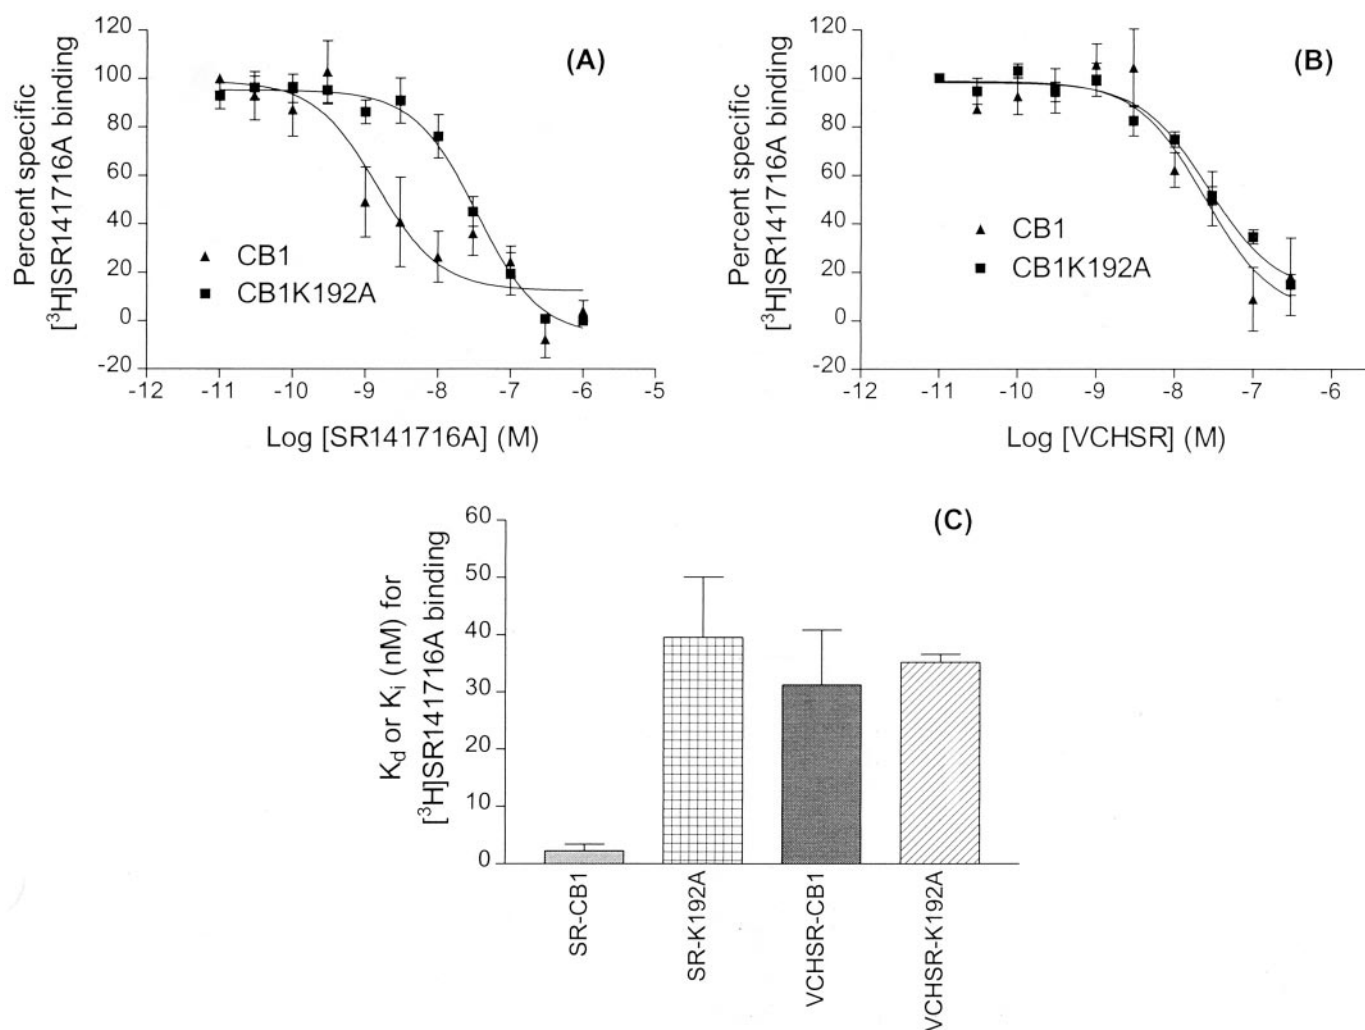 (A)
Percent specific
[³H]SR141716A binding
120
100
80
60
40
20
0
-20
CB1
CB1K192A
-12
-11
-10
-9
-8
-7
-6
-5
Log [SR141716A] (M)
(B)
Percent specific
[³H]SR141716A binding
120
100
80
60
40
20
0
-20
CB1
CB1K192A
-12
-11
-10
-9
-8
-7
-6
Log [VCHSR] (M)
(C)
K_d or K_i (nM) for
[³H]SR141716A binding
60
50
40
30
20
10
0
SR-CB1
SR-K192A
VCHSR-CB1
VCHSR-K192A